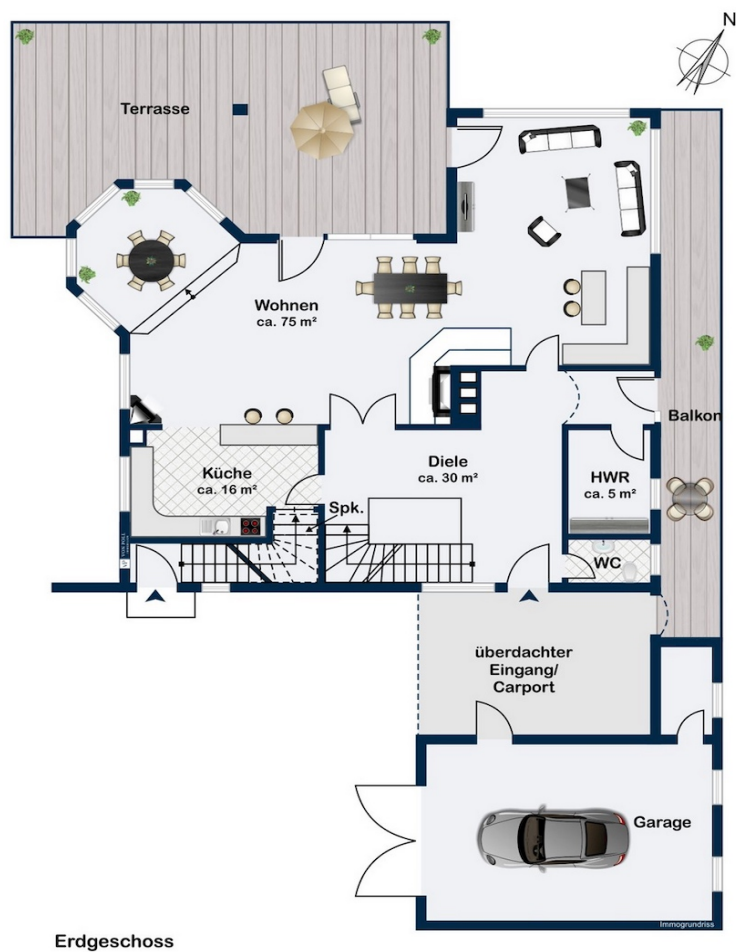 N
Terrasse
Wohnen
ca. 75 m²
Balkon
Küche
ca. 16 m²
Diele
ca. 30 m²
HWR
ca. 5 m²
Spk.
WC
überdachter
Eingang/
Carport
Garage
Immogrundriss
Erdgeschoss